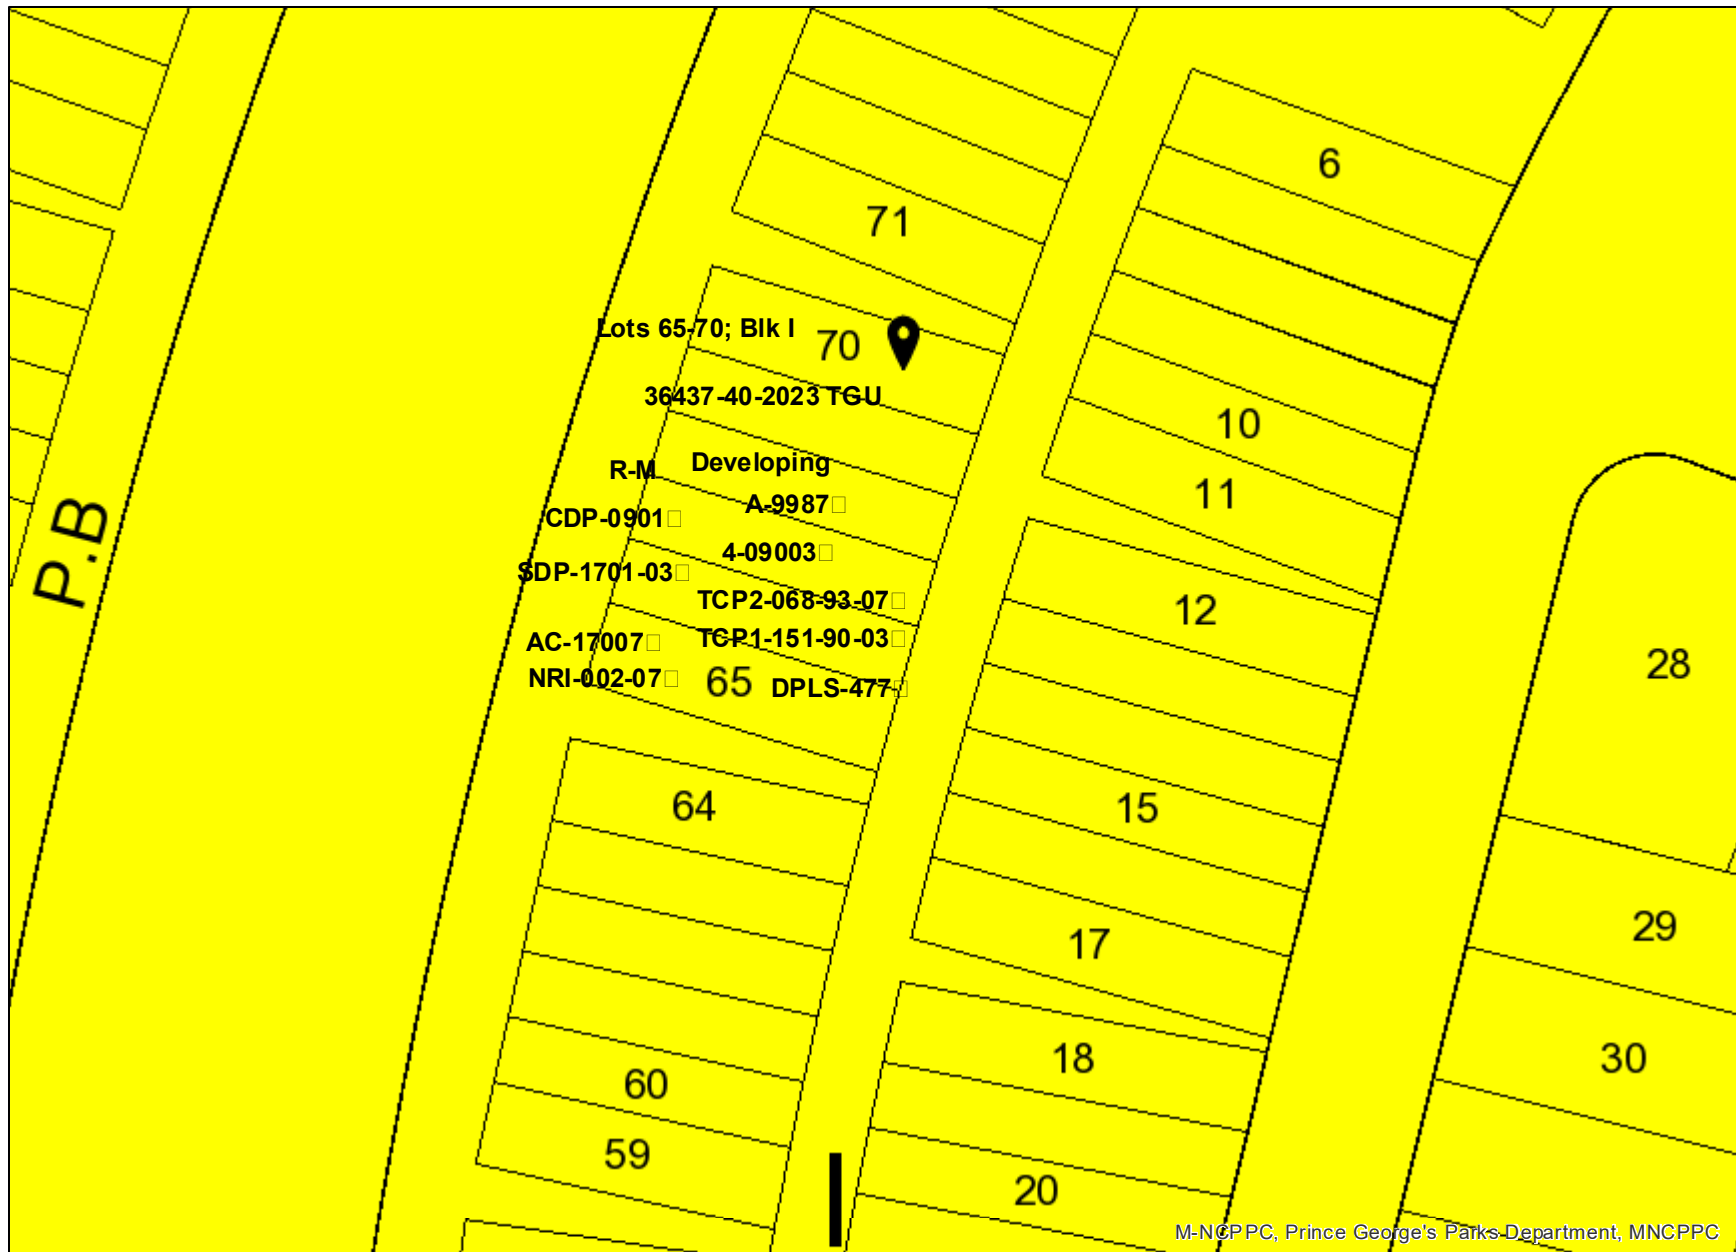 6
71
Lots 65-70; Blk I
70
36437-40-2023 TGU
10
R-M
Developing
11
A-9987
CDP-0901
P.B
4-09003
SDP-1701-03
TCP2-068-93-07
12
AC-17007
TCP1-151-90-03
28
NRI-002-07
65
DPLS-477-
64
15
29
17
60
18
30
59
20
I
M-NCPPC, Prince George's Parks Department, MNCPPC